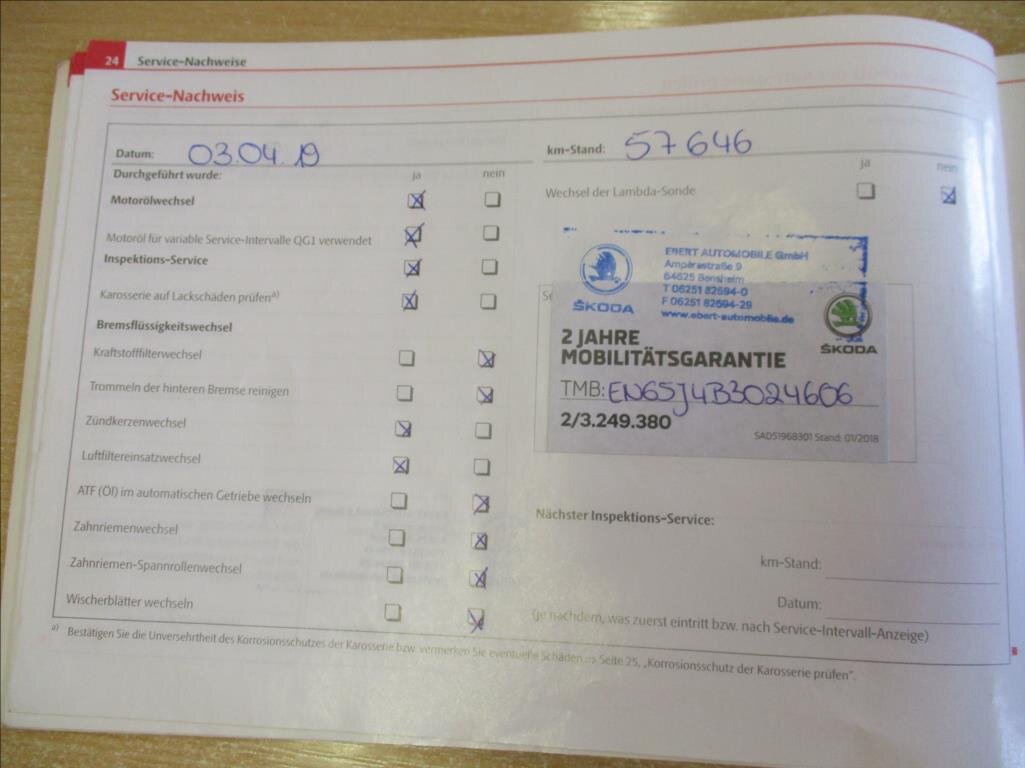 24 Service-Nachweise
Service-Nachweis
Datum: 03.04.19
Durchgeführt wurde: ja nein
Motorölwechsel
Motoröl für variable Service-Intervalle QG1 verwendet
Inspektions-Service
Karosserie auf Lackschäden prüfen a)
Bremsflüssigkeitswechsel
Kraftstofffilterwechsel
Trommeln der hinteren Bremse reinigen
Zündkerzenwechsel
Luftfiltereinsatzwechsel
ATF (Öl) im automatischen Getriebe wechseln
Zahnriemenwechsel
Zahnriemen-Spannrollenwechsel
Wischerblätter wechseln
km-Stand: 57646
ja nein
Wechsel der Lambda-Sonde
EBERT AUTOMOBILE GmbH
Ampèrestraße 9
64625 Bensheim
T 06251 82694-0
F 06251 82694-29
www.ebert-automobile.de
ŠKODA
ŠKODA
2 JAHRE
MOBILITÄTSGARANTIE
TMB: EN65J4B3024606
2/3.249.380
SAD51968301 Stand: 01/2018
Nächster Inspektions-Service:
km-Stand:
Datum:
(je nachdem, was zuerst eintritt bzw. nach Service-Intervall-Anzeige)
a) Bestätigen Sie die Unversehrtheit des Korrosionsschutzes der Karosserie bzw. vermerken Sie eventuelle Schäden => Seite 25, „Korrosionsschutz der Karosserie prüfen".